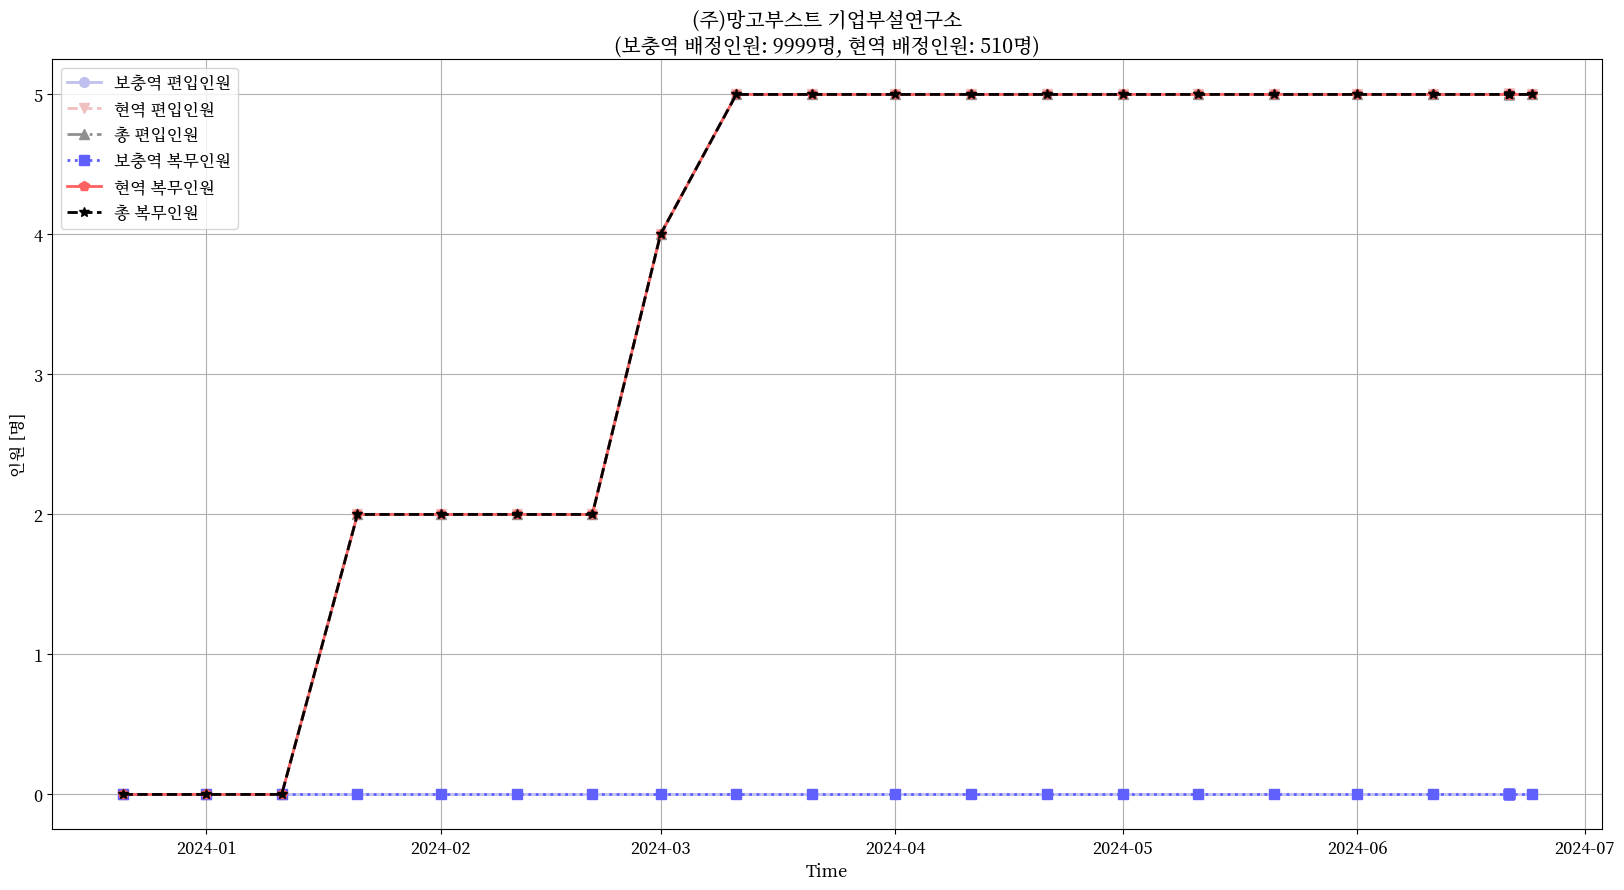 (주)망고부스트 기업부설연구소
(보충역 배정인원: 9999명, 현역 배정인원: 510명)
보충역 편입인원
현역 편입인원
총 편입인원
보충역 복무인원
현역 복무인원
총 복무인원
인원 [명]
5
4
3
2
1
0
2024-01
2024-02
2024-03
2024-04
2024-05
2024-06
2024-07
Time